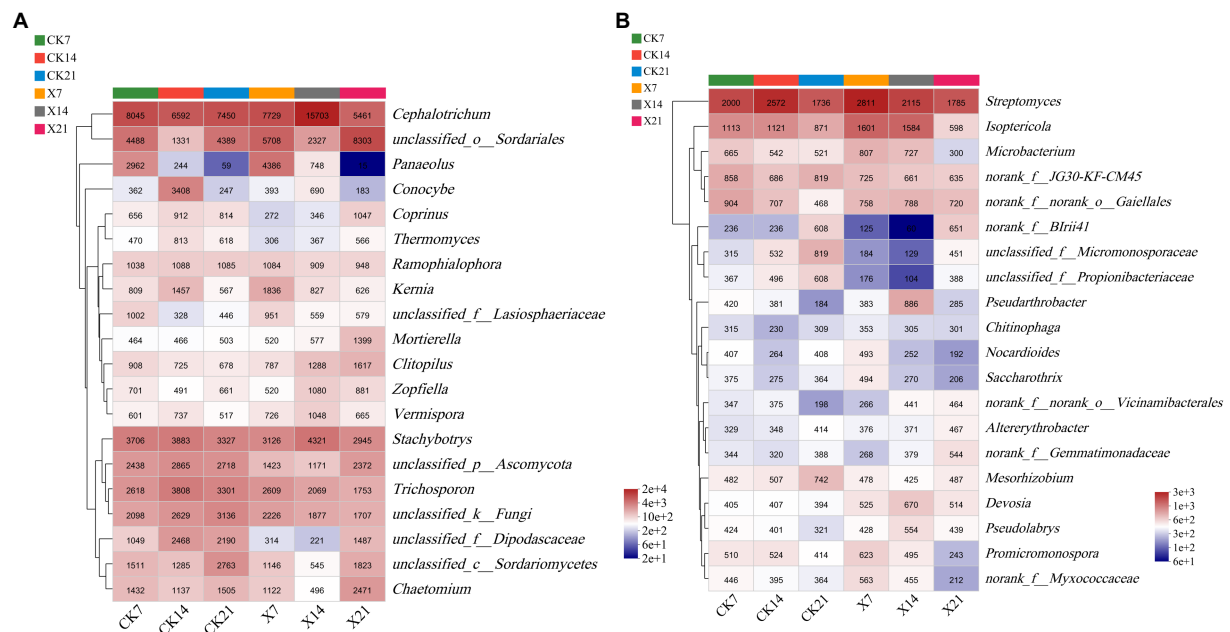 A
CK7
CK14
CK21
X7
X14
X21
8045 6592 7450 7729 15703 5461 Cephalotrichum
4488 1331 4389 5708 2327 8303 unclassified_o__Sordariales
2962 244 59 4386 748 Panaeolus
362 3408 247 393 690 183 Conocybe
656 912 814 272 346 1047 Coprinus
470 813 618 306 367 566 Thermomyces
1038 1088 1085 1084 909 948 Ramophialophora
809 1457 567 1836 827 626 Kernia
1002 328 446 951 559 579 unclassified_f__Lasiosphaeriaceae
464 466 503 520 577 1399 Mortierella
908 725 678 787 1288 1617 Clitopilus
701 491 661 520 1080 881 Zopfiella
601 737 517 726 1048 665 Vermispora
3706 3883 3327 3126 4321 2945 Stachybotrys
2438 2865 2718 1423 1171 2372 unclassified_p__Ascomycota
2618 3808 3301 2609 2069 1753 Trichosporon
2098 2629 3136 2226 1877 1707 unclassified_k__Fungi
1049 2468 2190 314 221 1487 unclassified_f__Dipodascaceae
1511 1285 2763 1146 545 1823 unclassified_c__Sordariomycetes
1432 1137 1505 1122 496 2471 Chaetomium
CK7 CK14 CK21 X7 X14 X21
2e+4
4e+3
10e+2
2e+2
6e+1
2e+1
B
CK7
CK14
CK21
X7
X14
X21
2000 2572 1736 2811 2115 1785 Streptomyces
1113 1121 871 1601 1584 598 Isoptericola
665 542 521 807 727 300 Microbacterium
858 686 819 725 661 635 norank_f__JG30-KF-CM45
904 707 468 758 788 720 norank_f__norank_o__Gaiellales
236 236 608 125 651 norank_f__BIrii41
315 532 819 184 129 451 unclassified_f__Micromonosporaceae
367 496 608 176 104 388 unclassified_f__Propionibacteriaceae
420 381 184 383 886 285 Pseudarthrobacter
315 230 309 353 305 301 Chitinophaga
407 264 408 493 252 192 Nocardioides
375 275 364 494 270 206 Saccharothrix
347 375 198 266 441 464 norank_f__norank_o__Vicinamibacterales
329 348 414 376 371 467 Altererythrobacter
344 320 388 268 379 544 norank_f__Gemmatimonadaceae
482 507 742 478 425 487 Mesorhizobium
405 407 394 525 670 514 Devosia
424 401 321 428 554 439 Pseudolabrys
510 524 414 623 495 243 Promicromonospora
446 395 364 563 455 212 norank_f__Myxococcaceae
CK7 CK14 CK21 X7 X14 X21
3e+3
1e+3
6e+2
3e+2
1e+2
6e+1